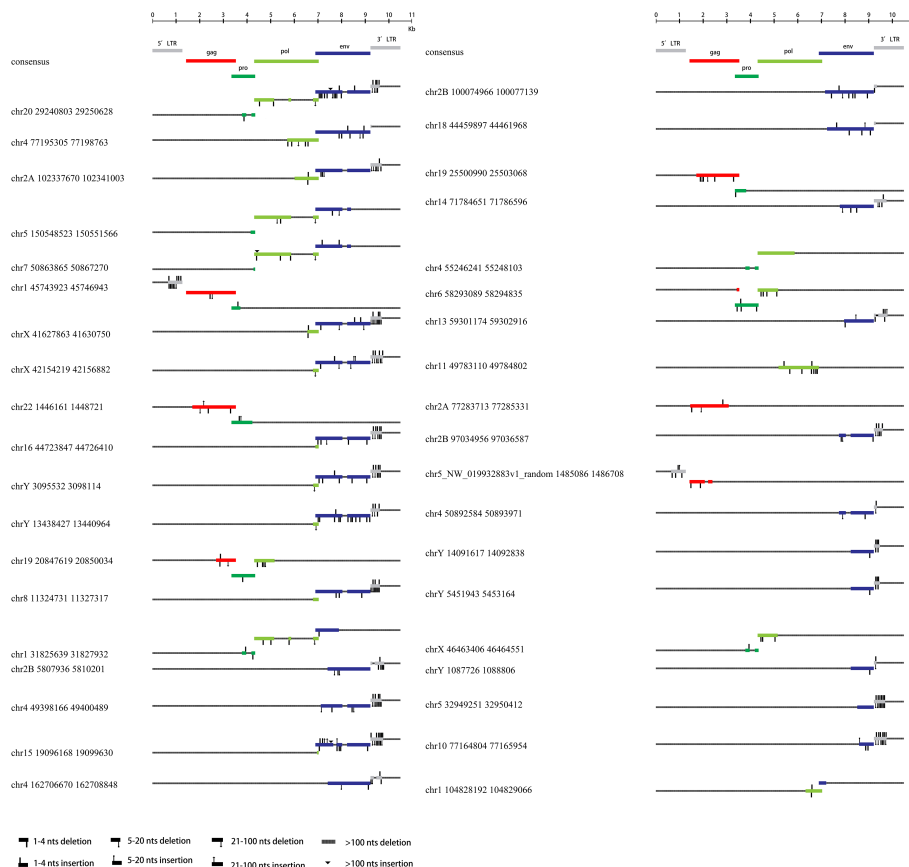 0 1 2 3 4 5 6 7 8 9 10 11
Kb
5' LTR gag pro pol env 3' LTR
consensus
chr20 29240803 29250628
chr4 77195305 77198763
chr2A 102337670 102341003
chr5 150548523 150551566
chr7 50863865 50867270
chr1 45743923 45746943
chrX 41627863 41630750
chrX 42154219 42156882
chr22 1446161 1448721
chr16 44723847 44726410
chrY 3095532 3098114
chrY 13438427 13440964
chr19 20847619 20850034
chr8 11324731 11327317
chr1 31825639 31827932
chr2B 5807936 5810201
chr4 49398166 49400489
chr15 19096168 19099630
chr4 162706670 162708848
0 1 2 3 4 5 6 7 8 9 10
5' LTR gag pro pol env 3' LTR
consensus
chr2B 100074966 100077139
chr18 44459897 44461968
chr19 25500990 25503068
chr14 71784651 71786596
chr4 55246241 55248103
chr6 58293089 58294835
chr13 59301174 59302916
chr11 49783110 49784802
chr2A 77283713 77285331
chr2B 97034956 97036587
chr5_NW_019932883v1_random 1485086 1486708
chr4 50892584 50893971
chrY 14091617 14092838
chrY 5451943 5453164
chrX 46463406 46464551
chrY 1087726 1088806
chr5 32949251 32950412
chr10 77164804 77165954
chr1 104828192 104829066
1-4 nts deletion 5-20 nts deletion 21-100 nts deletion >100 nts deletion
1-4 nts insertion 5-20 nts insertion 21-100 nts insertion >100 nts insertion